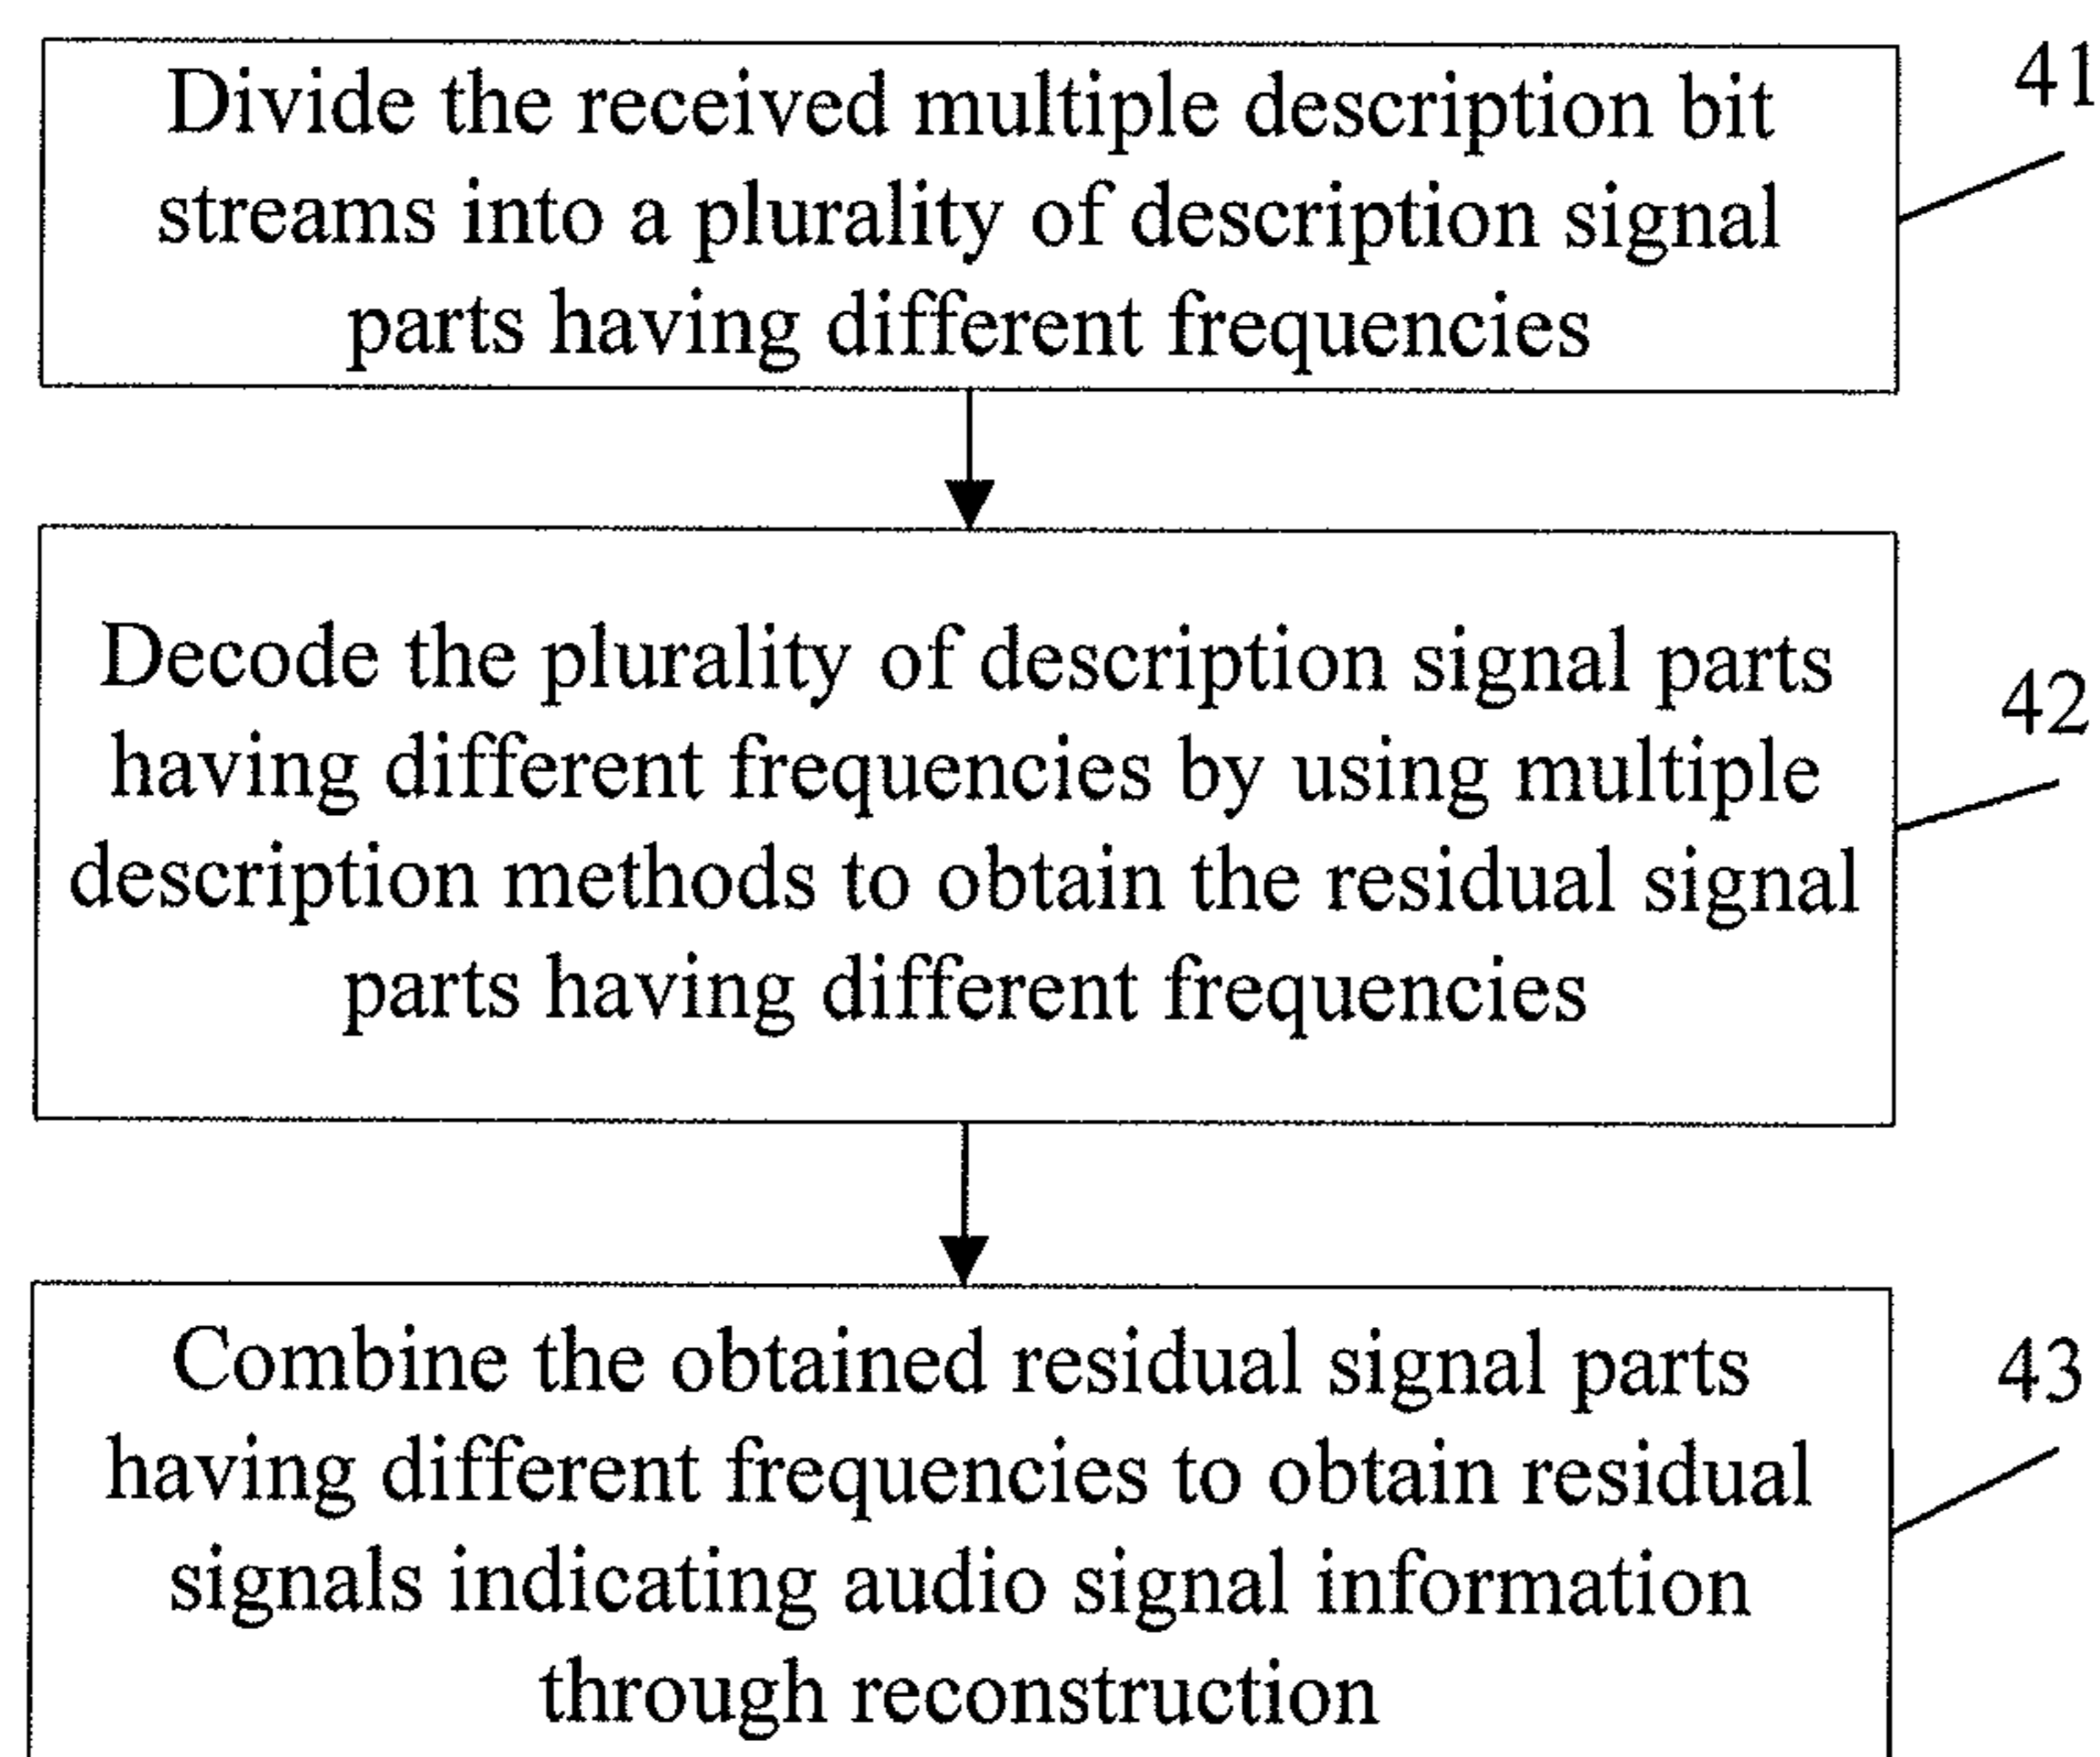 Divide the received multiple description bit
streams into a plurality of description signal
parts having different frequencies
41
Decode the plurality of description signal parts
having different frequencies by using multiple
description methods to obtain the residual signal
parts having different frequencies
42
Combine the obtained residual signal parts
having different frequencies to obtain residual
signals indicating audio signal information
through reconstruction
43